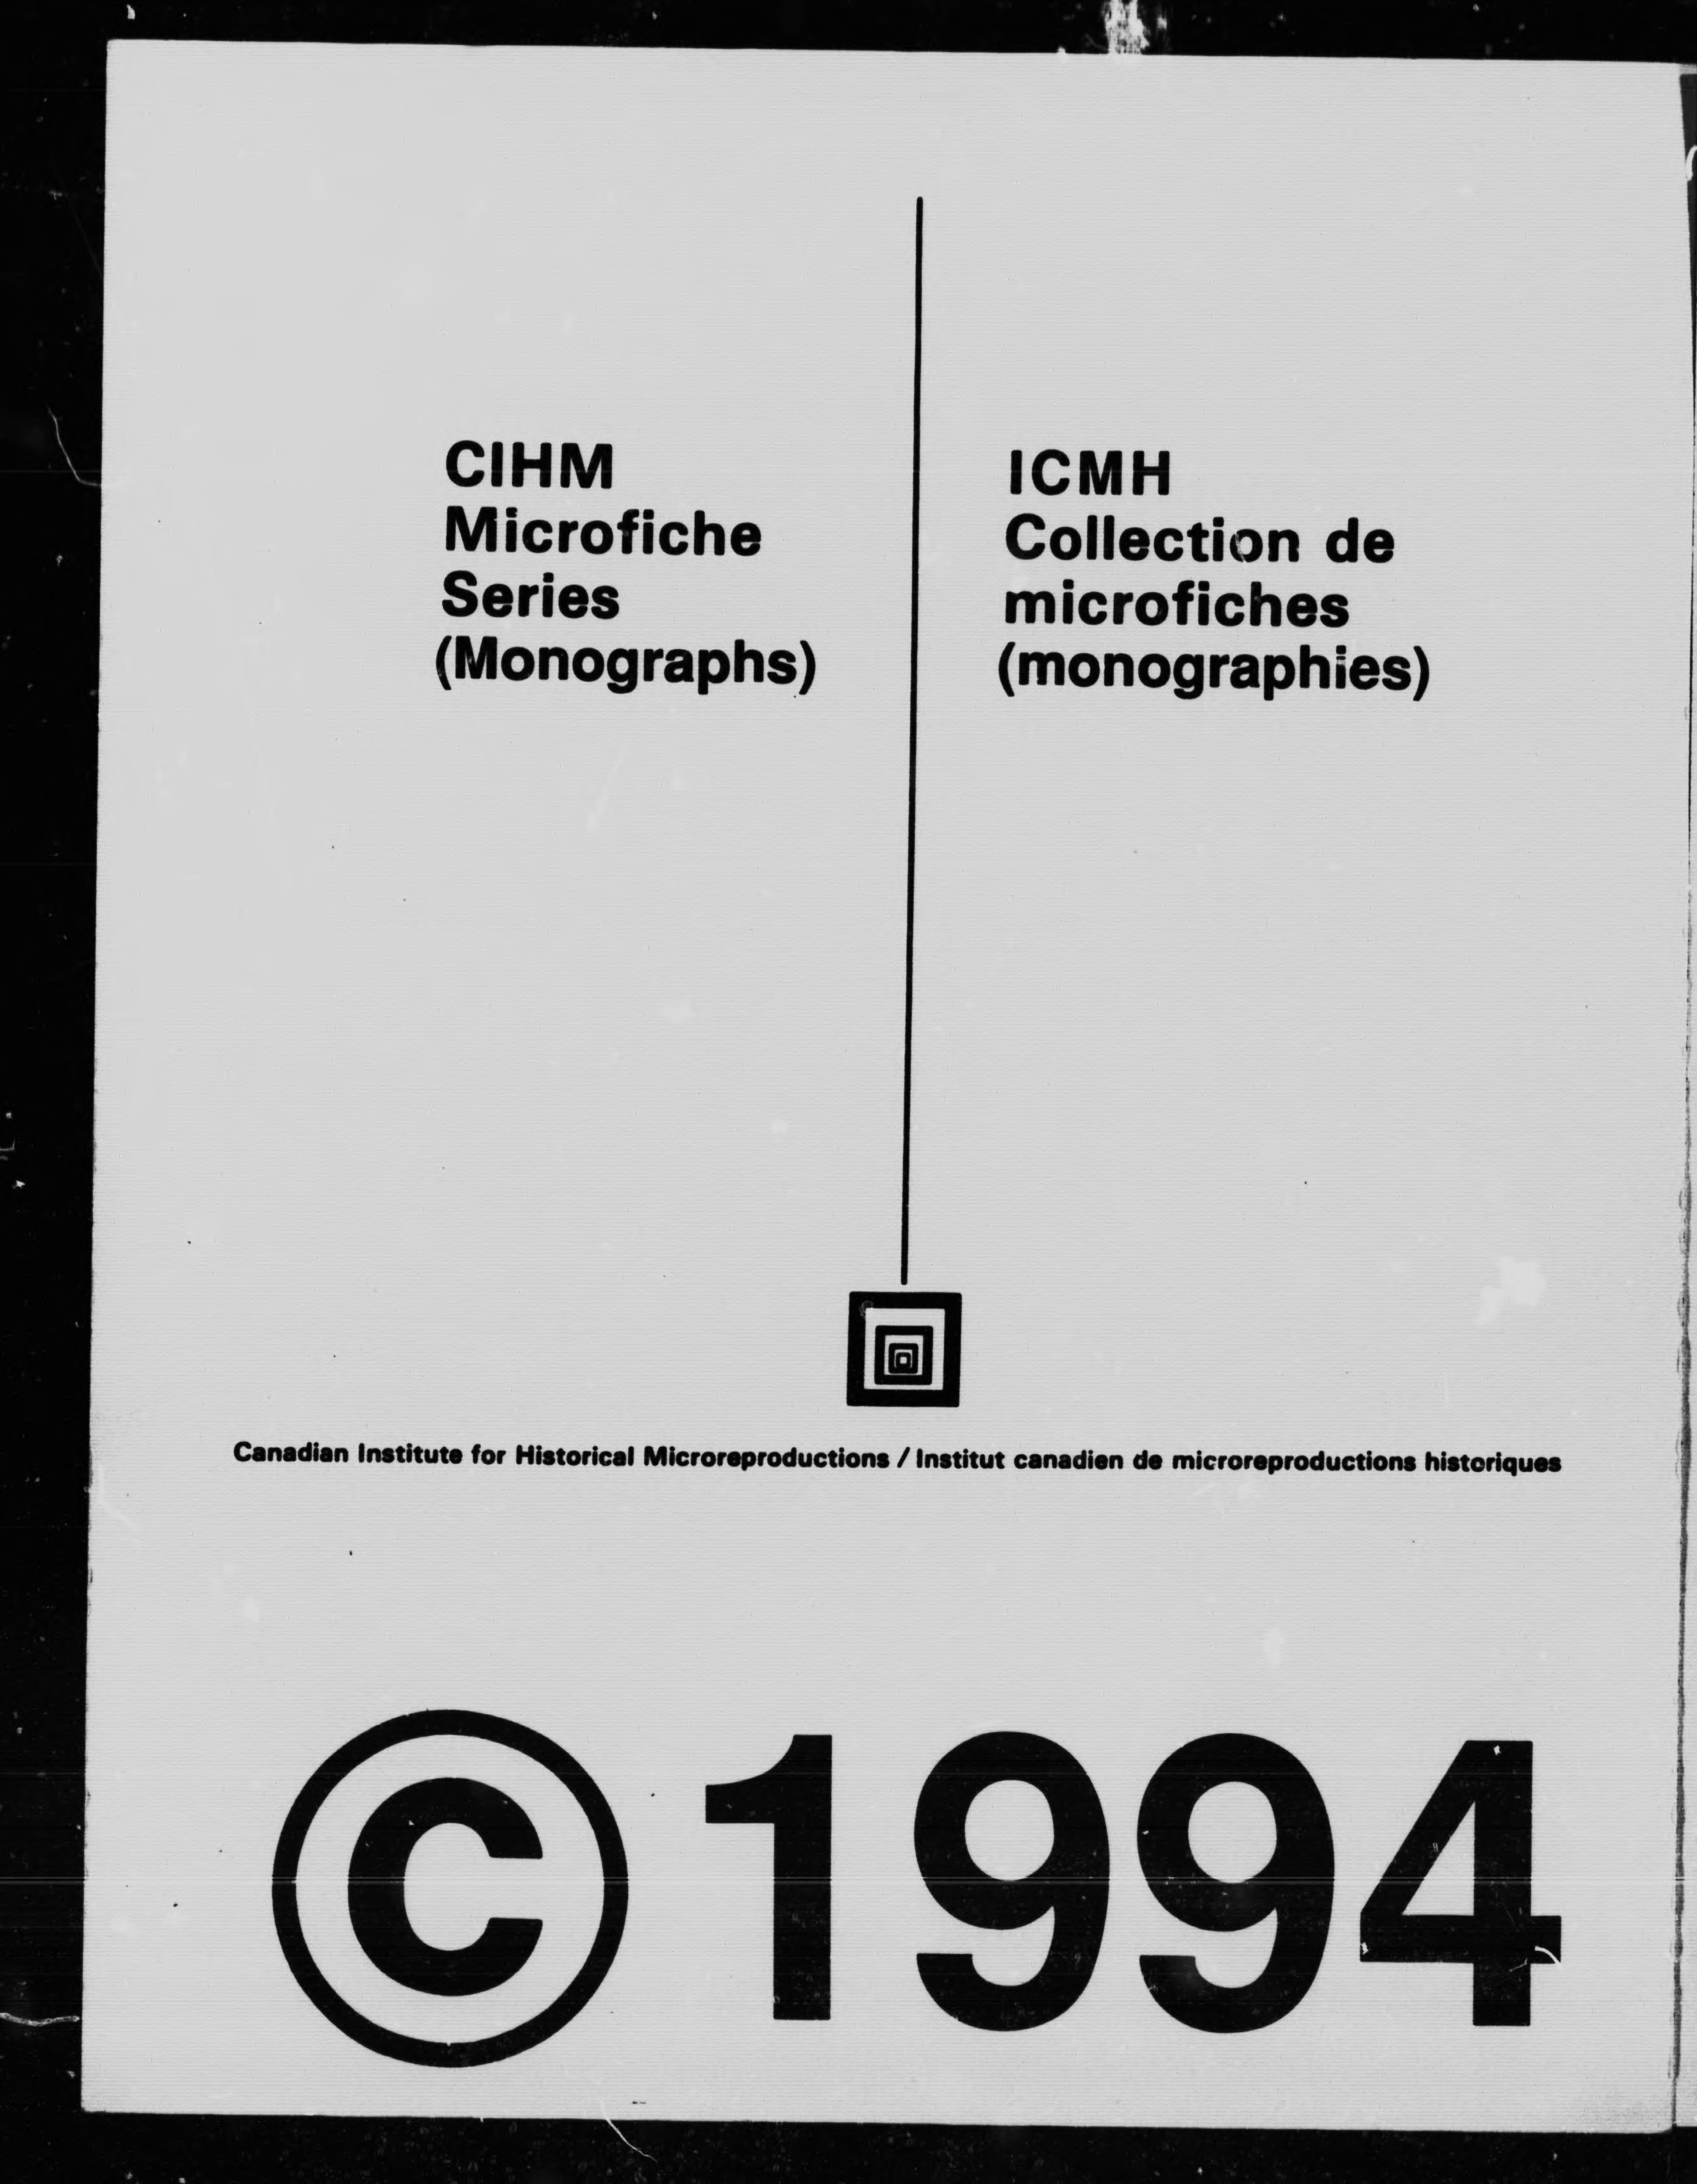 CIHM
Microfiche
Series
(Monographs)
ICMH
Collection de
microfiches
(monographies)
Canadian Institute for Historical Microreproductions / Institut canadien de microreproductions historiques
©1994